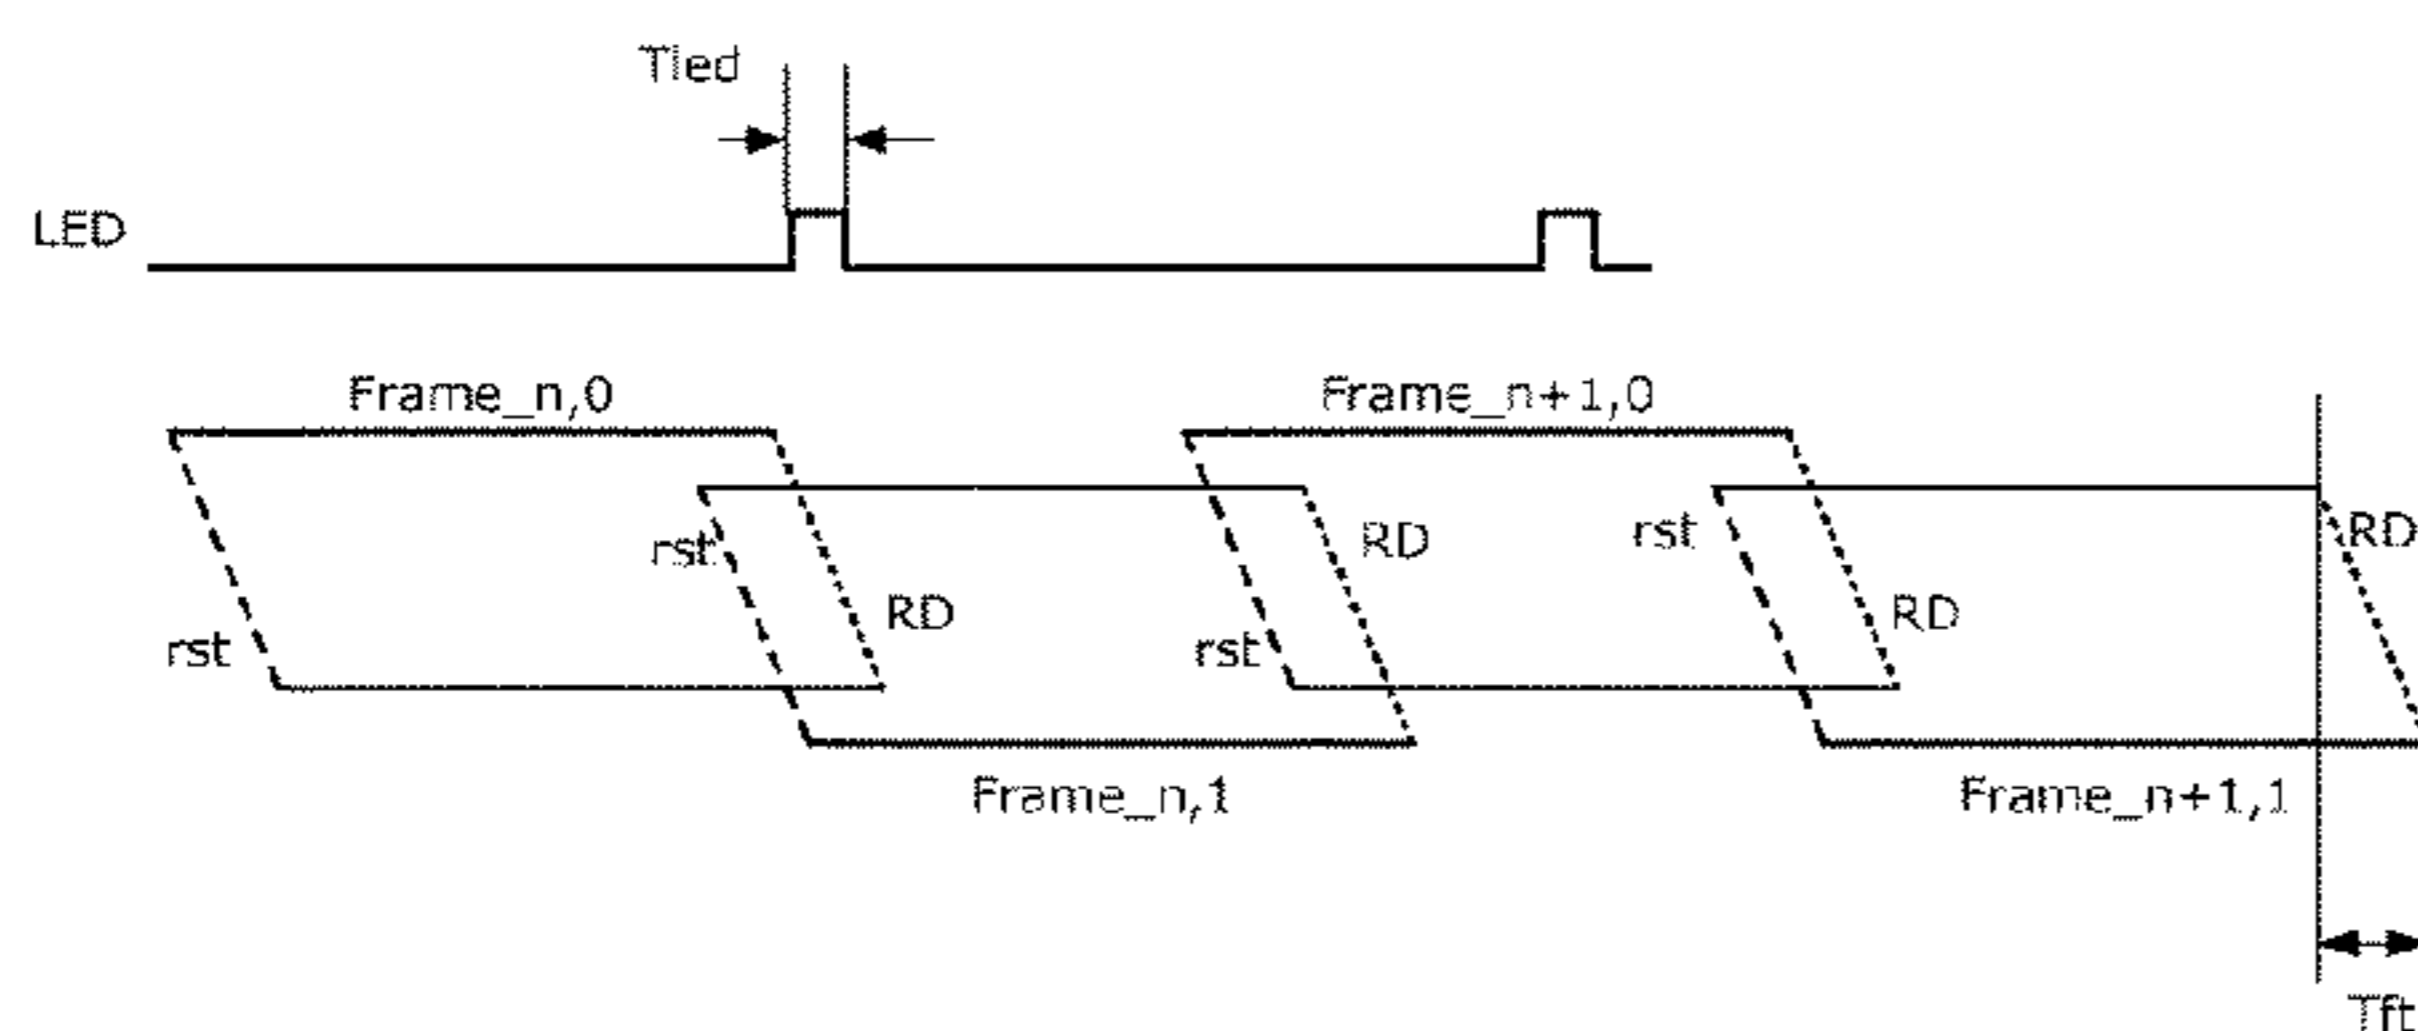 Tled
LED
Frame_n,0
Frame_n+1,0
rst
RD
rst
RD
rst
RD
rst
RD
Frame_n,1
Frame_n+1,1
Tft